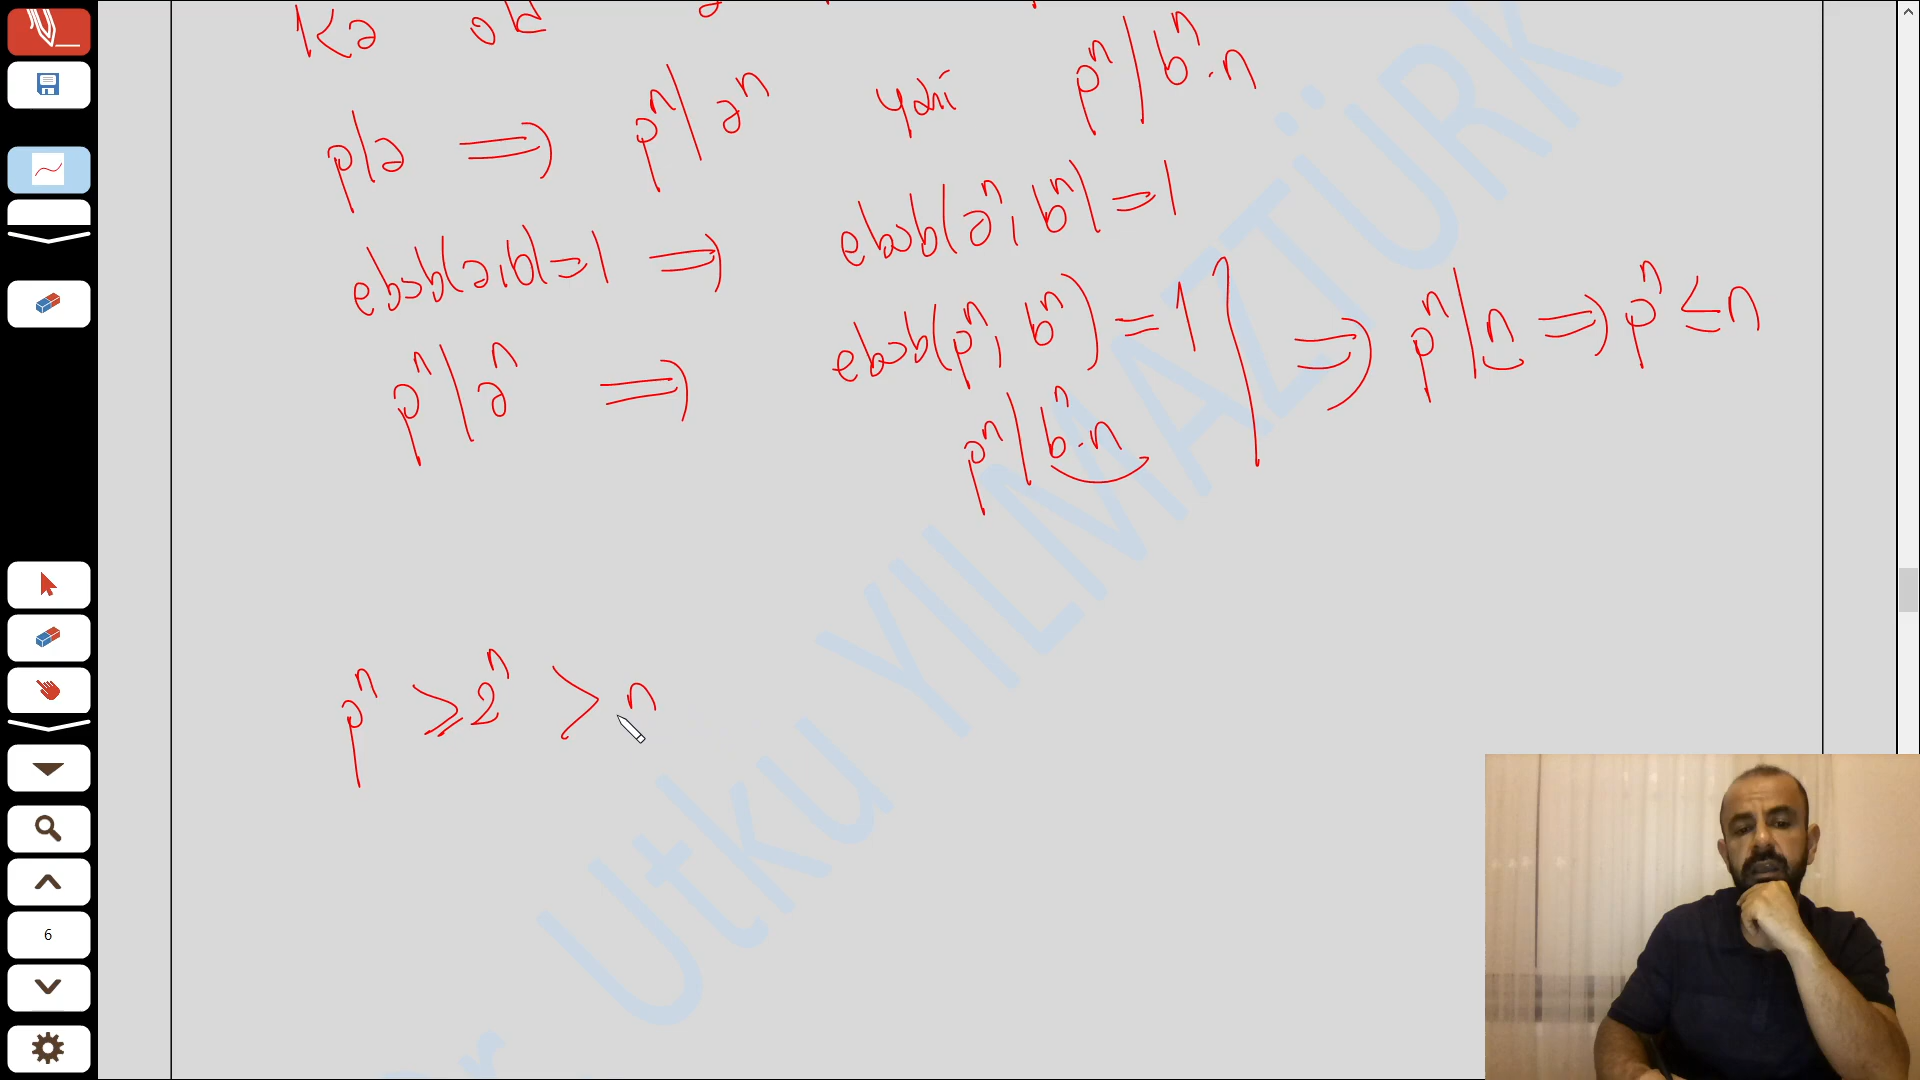 p|a ⟹ pⁿ|aⁿ yani pⁿ|bⁿ.n
ebob(a,b)=1 ⟹ ebob(aⁿ, bⁿ)=1
pⁿ|aⁿ ⟹ ebob(pⁿ, bⁿ)=1
pⁿ|bⁿ.n
⟹ pⁿ|n ⟹ pⁿ ≤ n
pⁿ ≥ 2ⁿ > n
Utku YILMAZTÜRK
6